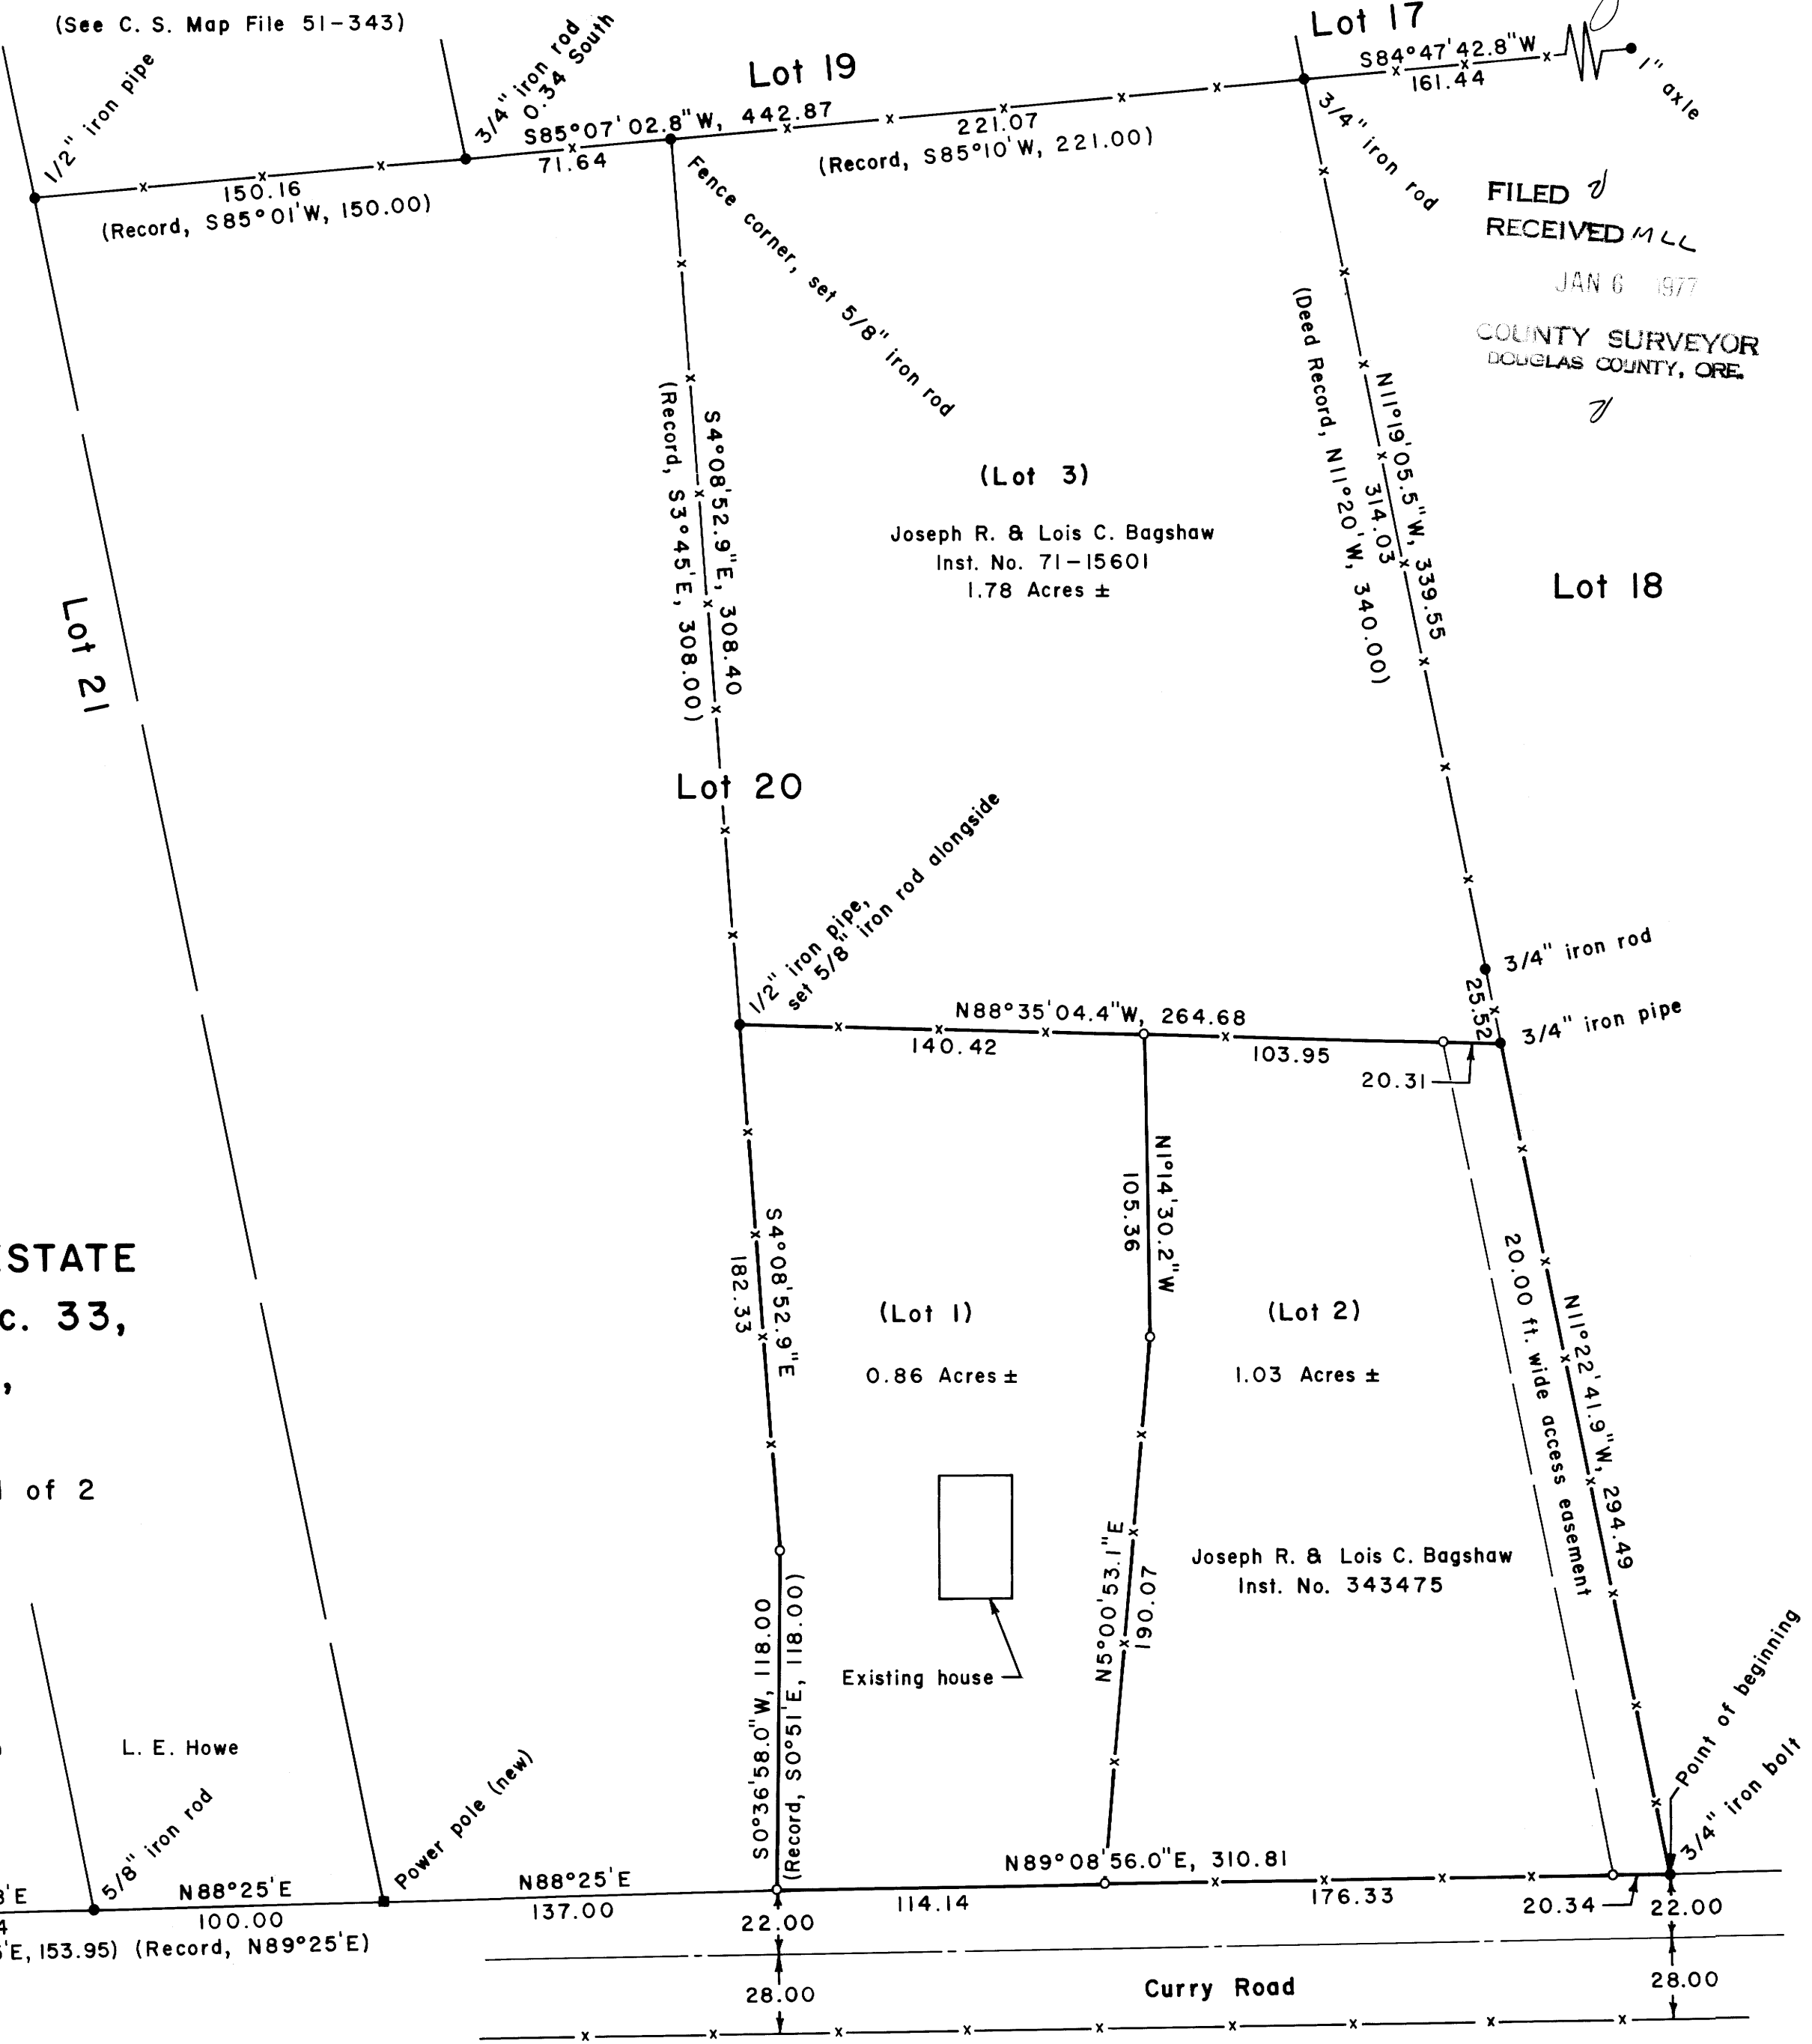 (See C. S. Map File 51-343)
1/2" iron pipe
3/4" iron rod
0.34 South
Lot 19
Lot 17
S84°47'42.8"W
161.44
1" axle
S85°07'02.8"W, 442.87
71.64
221.07
(Record, S85°10'W, 221.00)
3/4" iron rod
150.16
(Record, S85°01'W, 150.00)
Fence corner, set 5/8" iron rod
FILED
RECEIVED MLL
JAN 6 1977
COUNTY SURVEYOR
DOUGLAS COUNTY, ORE.
(Deed Record, N11°20'W, 340.00)
N11°19'05.5"W, 339.55
314.03
S4°08'52.9"E, 308.40
(Record, S3°45'E, 308.00)
(Lot 3)
Joseph R. & Lois C. Bagshaw
Inst. No. 71-15601
1.78 Acres ±
Lot 18
Lot 21
Lot 20
1/2" iron pipe,
set 5/8" iron rod alongside
3/4" iron rod
25.52
3/4" iron pipe
N88°35'04.4"W, 264.68
140.42
103.95
20.31
N1°14'30.2"W
105.36
S4°08'52.9"E
182.33
20.00 ft. wide access easement
N11°22'41.9"W, 294.49
STATE
c. 33,
,
of 2
(Lot 1)
0.86 Acres ±
(Lot 2)
1.03 Acres ±
Joseph R. & Lois C. Bagshaw
Inst. No. 343475
N5°00'53.1"E
190.07
Existing house
S0°36'58.0"W, 118.00
(Record, S0°51'E, 118.00)
Point of beginning
3/4" iron bolt
L. E. Howe
5/8" iron rod
Power pole (new)
'E
N88°25'E
100.00
N88°25'E
137.00
N89°08'56.0"E, 310.81
114.14
176.33
20.34
22.00
22.00
4
'E, 153.95) (Record, N89°25'E)
28.00
Curry Road
28.00